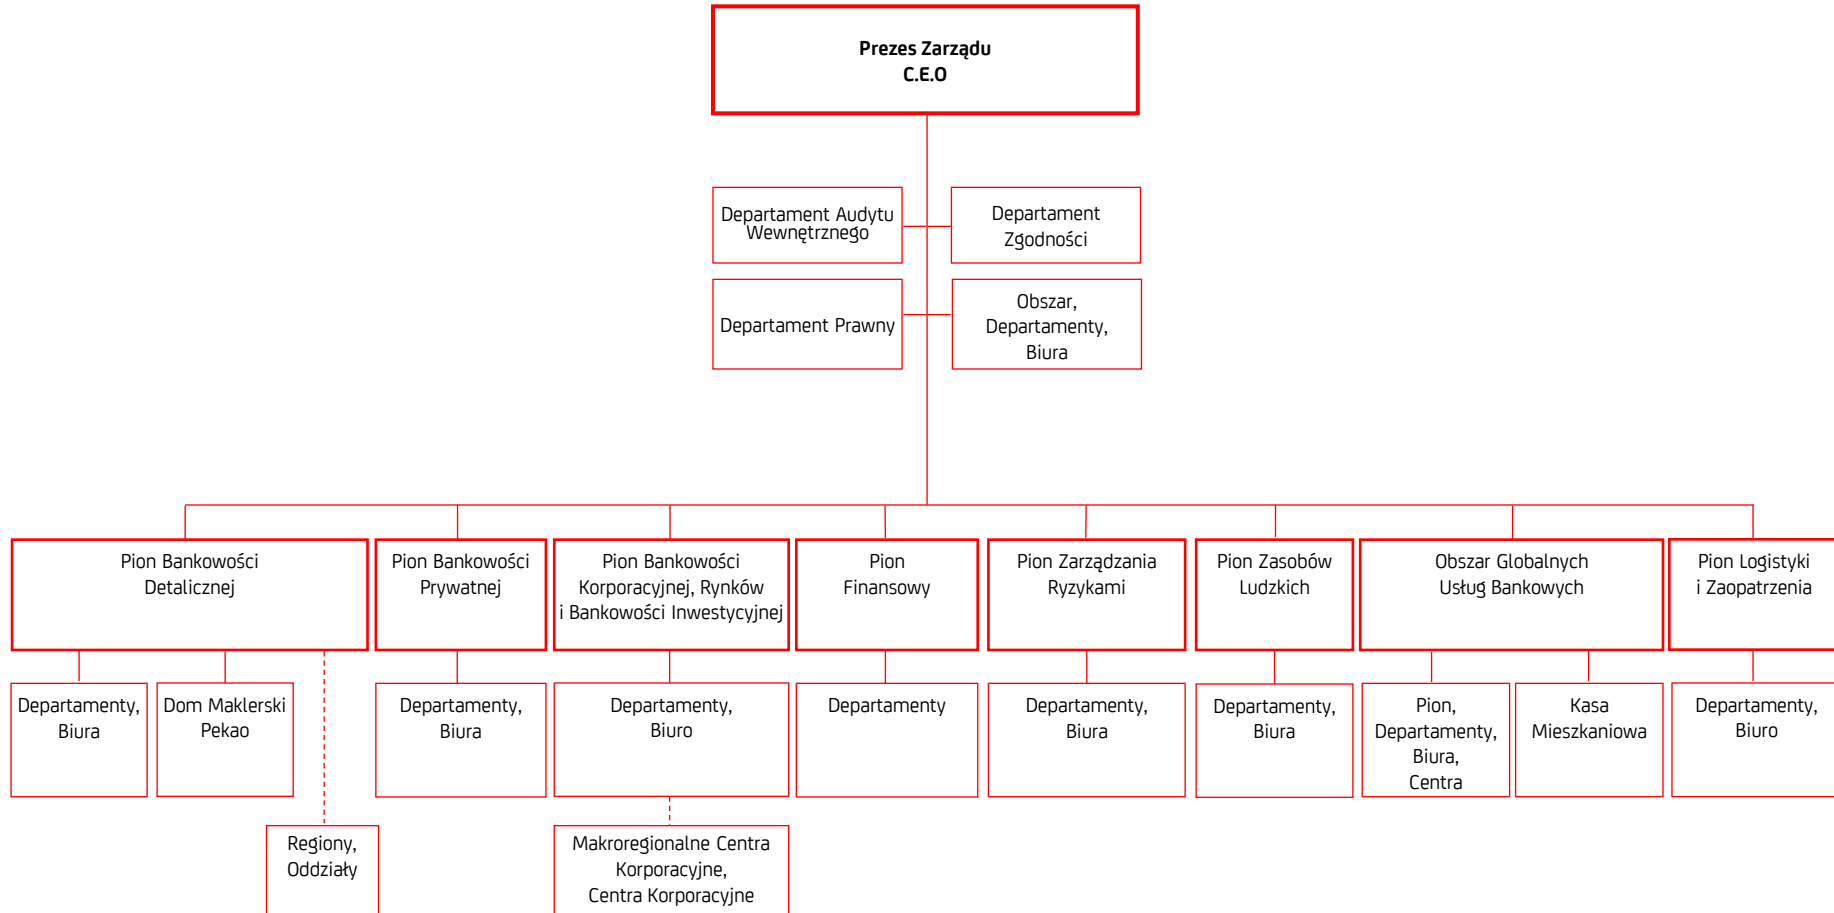 Prezes Zarządu
C.E.O
Departament Audytu
Wewnętrznego
Departament
Zgodności
Departament Prawny
Obszar,
Departamenty,
Biura
Pion Bankowości
Detalicznej
Pion Bankowości
Prywatnej
Pion Bankowości
Korporacyjnej, Rynków
i Bankowości Inwestycyjnej
Pion
Finansowy
Pion Zarządzania
Ryzykami
Pion Zasobów
Ludzkich
Obszar Globalnych
Usług Bankowych
Pion Logistyki
i Zaopatrzenia
Departamenty,
Biura
Dom Maklerski
Pekao
Departamenty,
Biura
Departamenty,
Biuro
Departamenty
Departamenty,
Biura
Departamenty,
Biura
Pion,
Departamenty,
Biura,
Centra
Kasa
Mieszkaniowa
Departamenty,
Biuro
Regiony,
Oddziały
Makroregionalne Centra
Korporacyjne,
Centra Korporacyjne